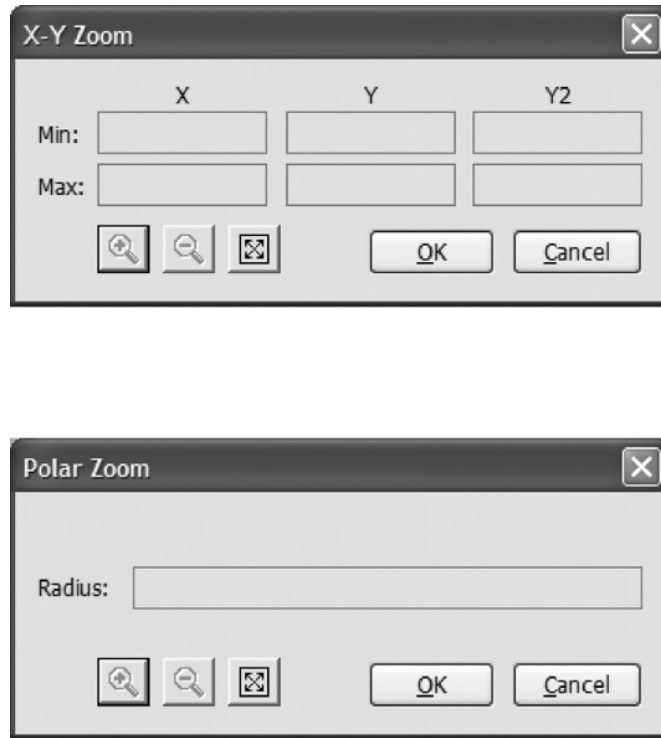 X-Y Zoom
X Y Y2
Min:
Max:
OK Cancel
Polar Zoom
Radius:
OK Cancel